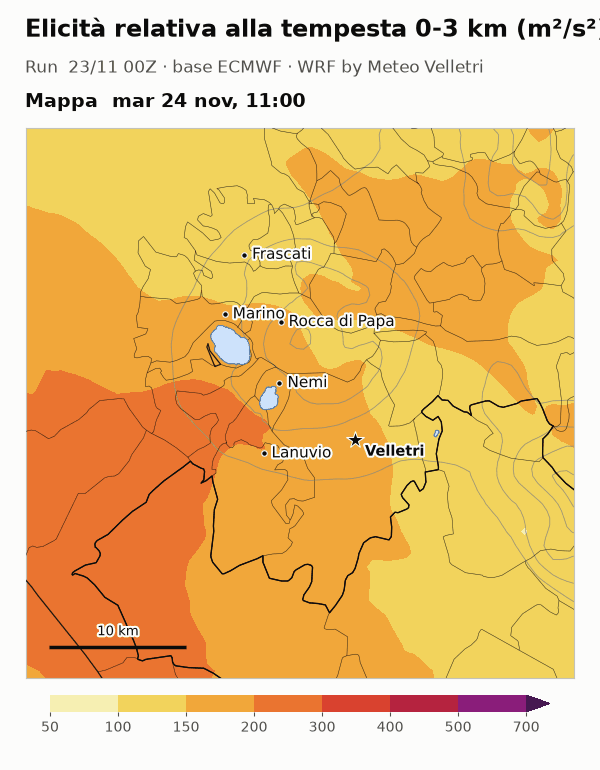 Elicità relativa alla tempesta 0-3 km (m²/s²)
Run 23/11 00Z · base ECMWF · WRF by Meteo Velletri
Mappa mar 24 nov, 11:00
Frascati
Marino
Rocca di Papa
Nemi
Velletri
Lanuvio
10 km
50 100 150 200 300 400 500 700